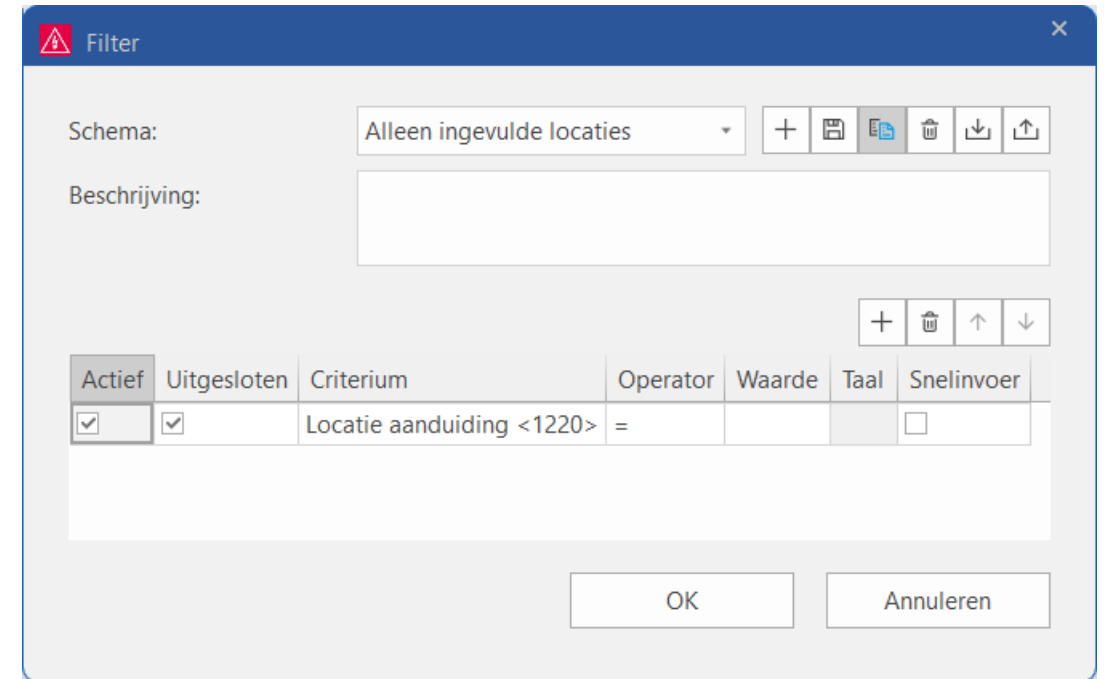 Filter
Schema:
Alleen ingevulde locaties
Beschrijving:
Actief Uitgesloten Criterium Operator Waarde Taal Snelinvoer
Locatie aanduiding <1220> =
OK Annuleren